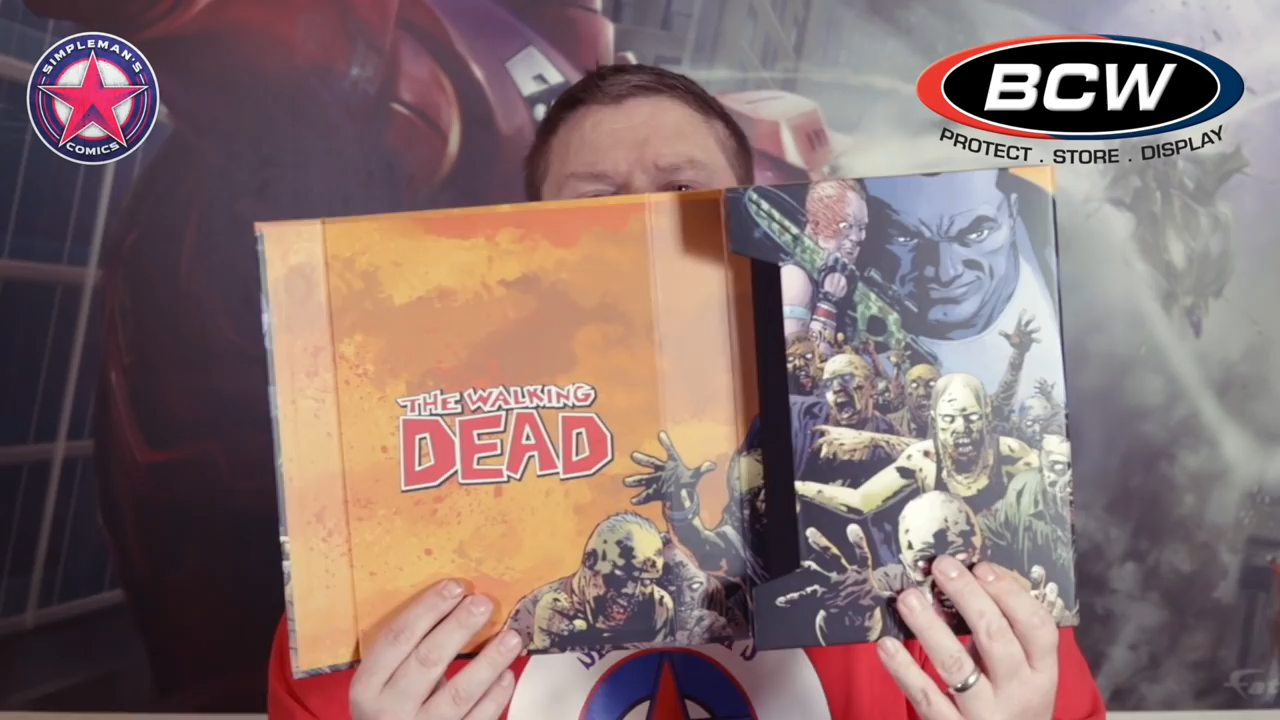 SIMPLEMAN'S
COMICS
BCW
PROTECT . STORE . DISPLAY
THE WALKING
DEAD